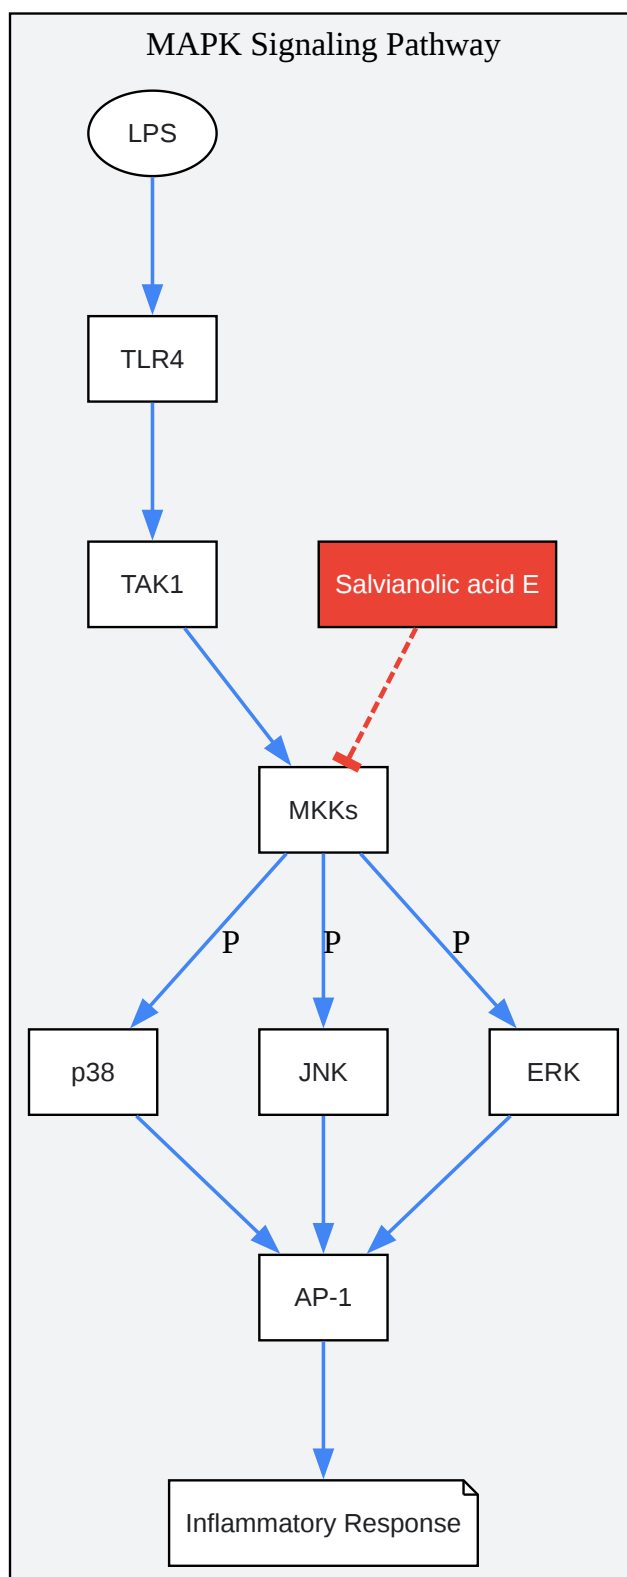 MAPK Signaling Pathway
LPS
TLR4
TAK1
Salvianolic acid E
MKKs
P
P
P
p38
JNK
ERK
AP-1
Inflammatory Response